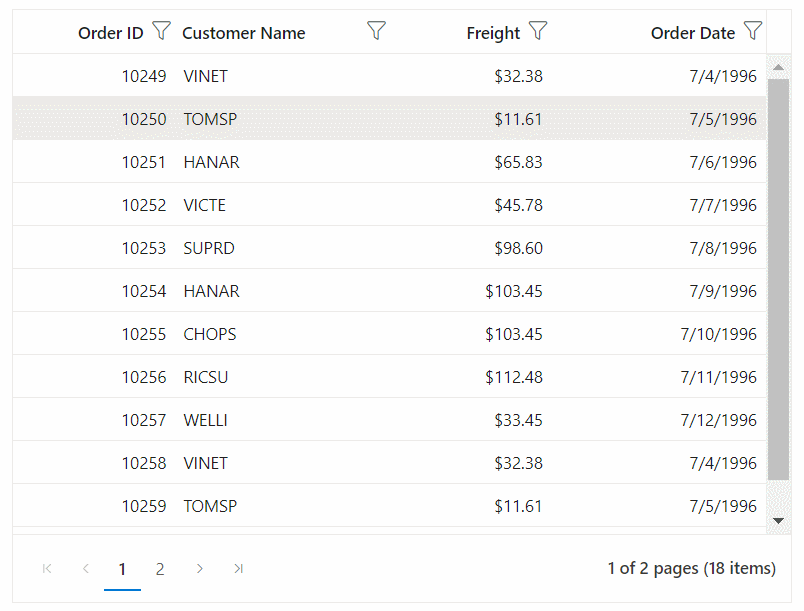 Order ID Customer Name Freight Order Date
10249 VINET $32.38 7/4/1996
10250 TOMSP $11.61 7/5/1996
10251 HANAR $65.83 7/6/1996
10252 VICTE $45.78 7/7/1996
10253 SUPRD $98.60 7/8/1996
10254 HANAR $103.45 7/9/1996
10255 CHOPS $103.45 7/10/1996
10256 RICSU $112.48 7/11/1996
10257 WELLI $33.45 7/12/1996
10258 VINET $32.38 7/4/1996
10259 TOMSP $11.61 7/5/1996
1 2 1 of 2 pages (18 items)